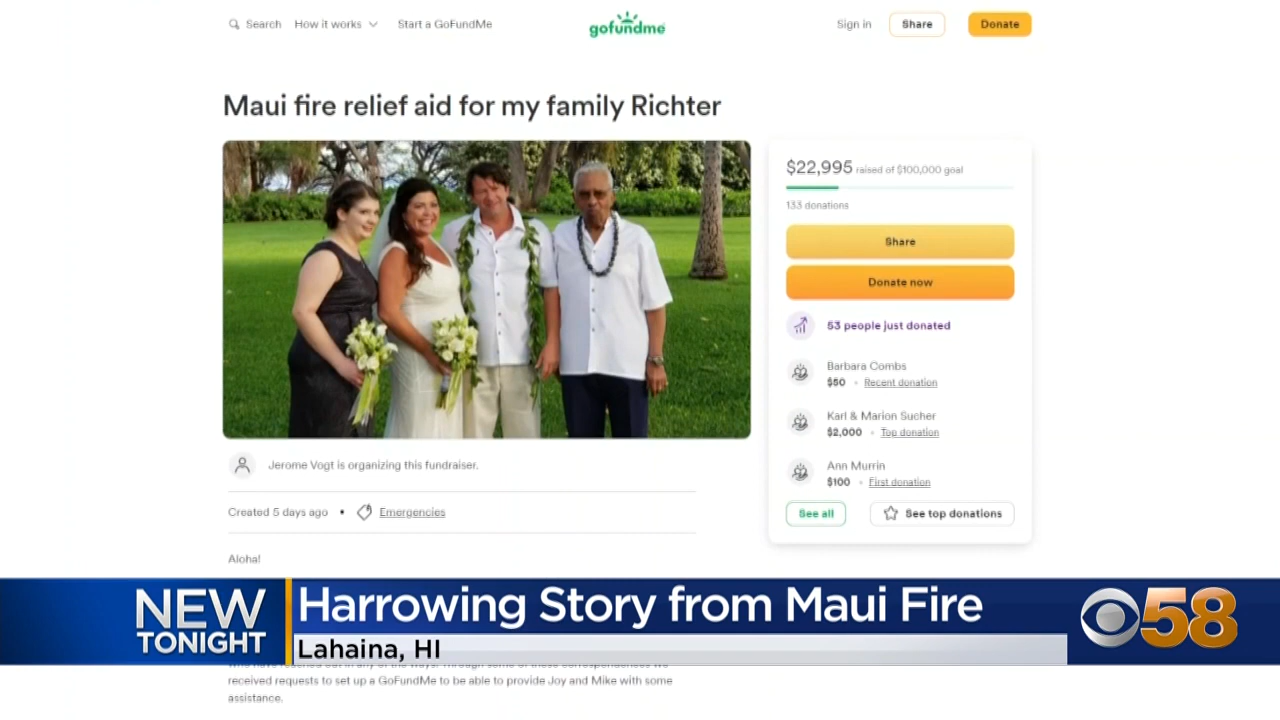 Search How it works Start a GoFundMe
gofundme
Sign in Share Donate
Maui fire relief aid for my family Richter
$22,995 raised of $100,000 goal
133 donations
Share
Donate now
53 people just donated
Barbara Combs
$50 • Recent donation
Karl & Marion Sucher
$2,000 • Top donation
Ann Murrin
$100 • First donation
See all See top donations
Jerome Vogt is organizing this fundraiser.
Created 5 days ago • Emergencies
Aloha!
NEW
TONIGHT
Harrowing Story from Maui Fire
Lahaina, HI
58
received requests to set up a GoFundMe to be able to provide Joy and Mike with some
assistance.